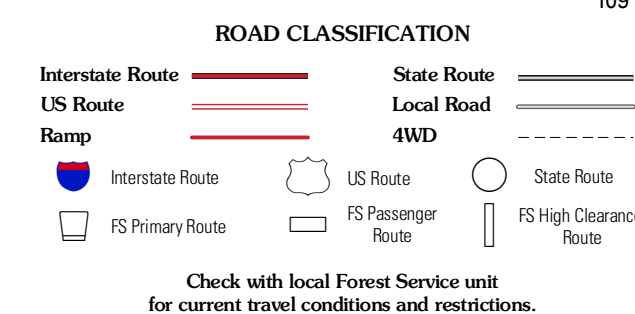 109
ROAD CLASSIFICATION
Interstate Route State Route
US Route Local Road
Ramp 4WD
Interstate Route US Route State Route
FS Primary Route FS Passenger Route FS High Clearance Route
Check with local Forest Service unit
for current travel conditions and restrictions.